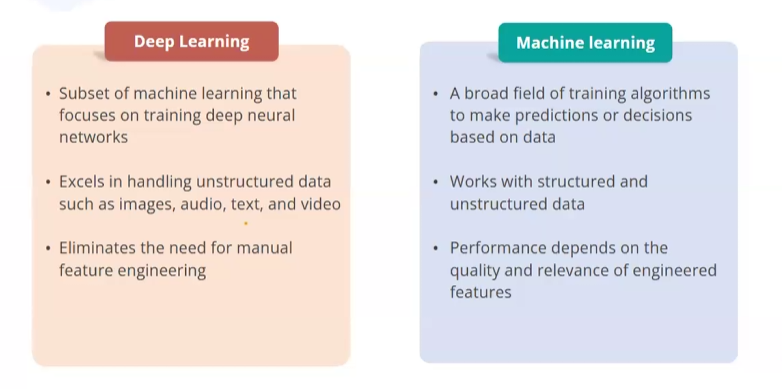 Deep Learning
• Subset of machine learning that
focuses on training deep neural
networks
• Excels in handling unstructured data
such as images, audio, text, and video
• Eliminates the need for manual
feature engineering
Machine learning
• A broad field of training algorithms
to make predictions or decisions
based on data
• Works with structured and
unstructured data
• Performance depends on the
quality and relevance of engineered
features